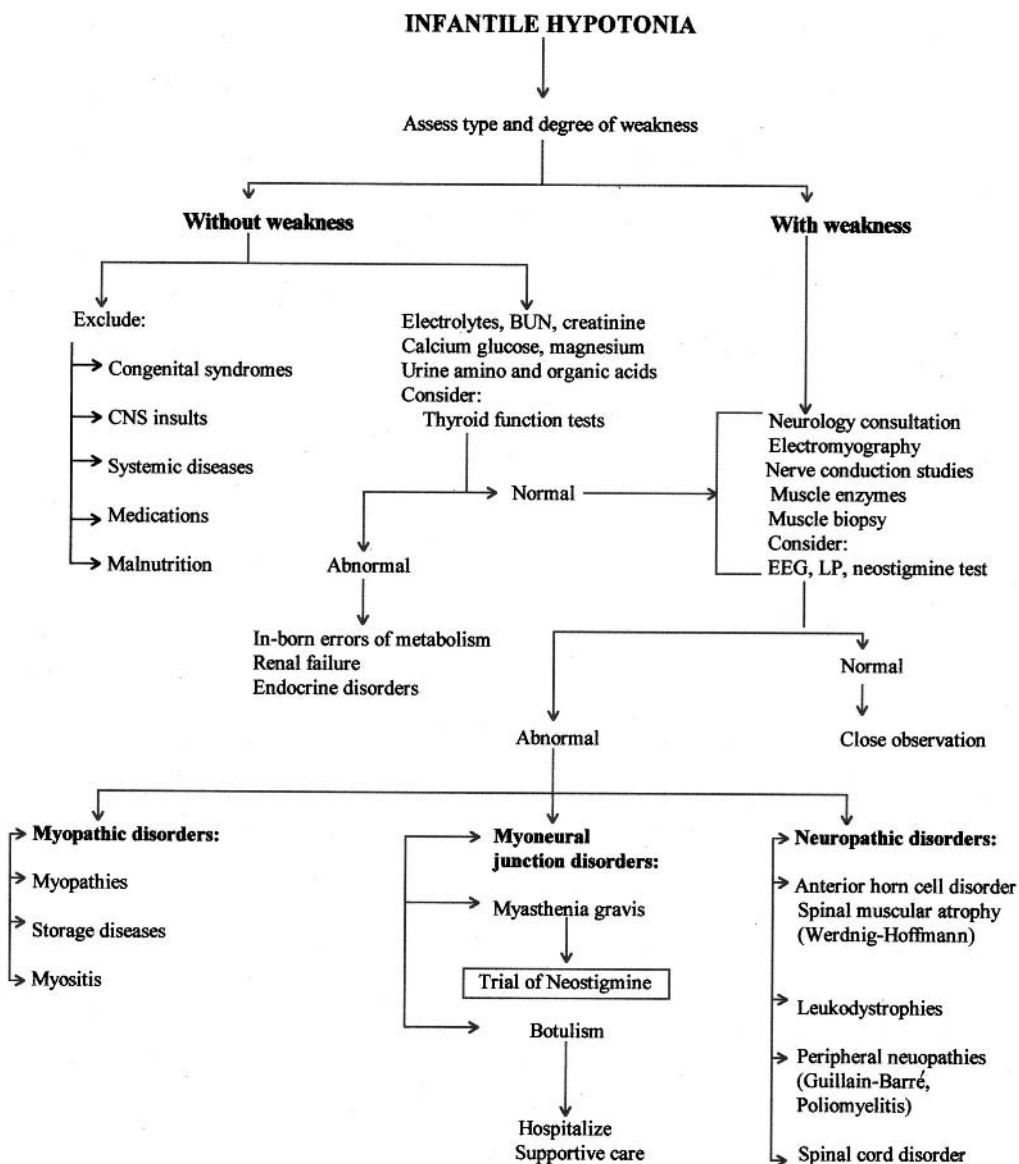 INFANTILE HYPOTONIA
Assess type and degree of weakness
Without weakness
With weakness
Exclude:
Congenital syndromes
CNS insults
Systemic diseases
Medications
Malnutrition
Electrolytes, BUN, creatinine
Calcium glucose, magnesium
Urine amino and organic acids
Consider:
Thyroid function tests
Normal
Abnormal
In-born errors of metabolism
Renal failure
Endocrine disorders
Neurology consultation
Electromyography
Nerve conduction studies
Muscle enzymes
Muscle biopsy
Consider:
EEG, LP, neostigmine test
Normal
Close observation
Abnormal
Myopathic disorders:
Myopathies
Storage diseases
Myositis
Myoneural
junction disorders:
Myasthenia gravis
Trial of Neostigmine
Botulism
Hospitalize
Supportive care
Neuropathic disorders:
Anterior horn cell disorder
Spinal muscular atrophy
(Werdnig-Hoffmann)
Leukodystrophies
Peripheral neuopathies
(Guillain-Barré,
Poliomyelitis)
Spinal cord disorder